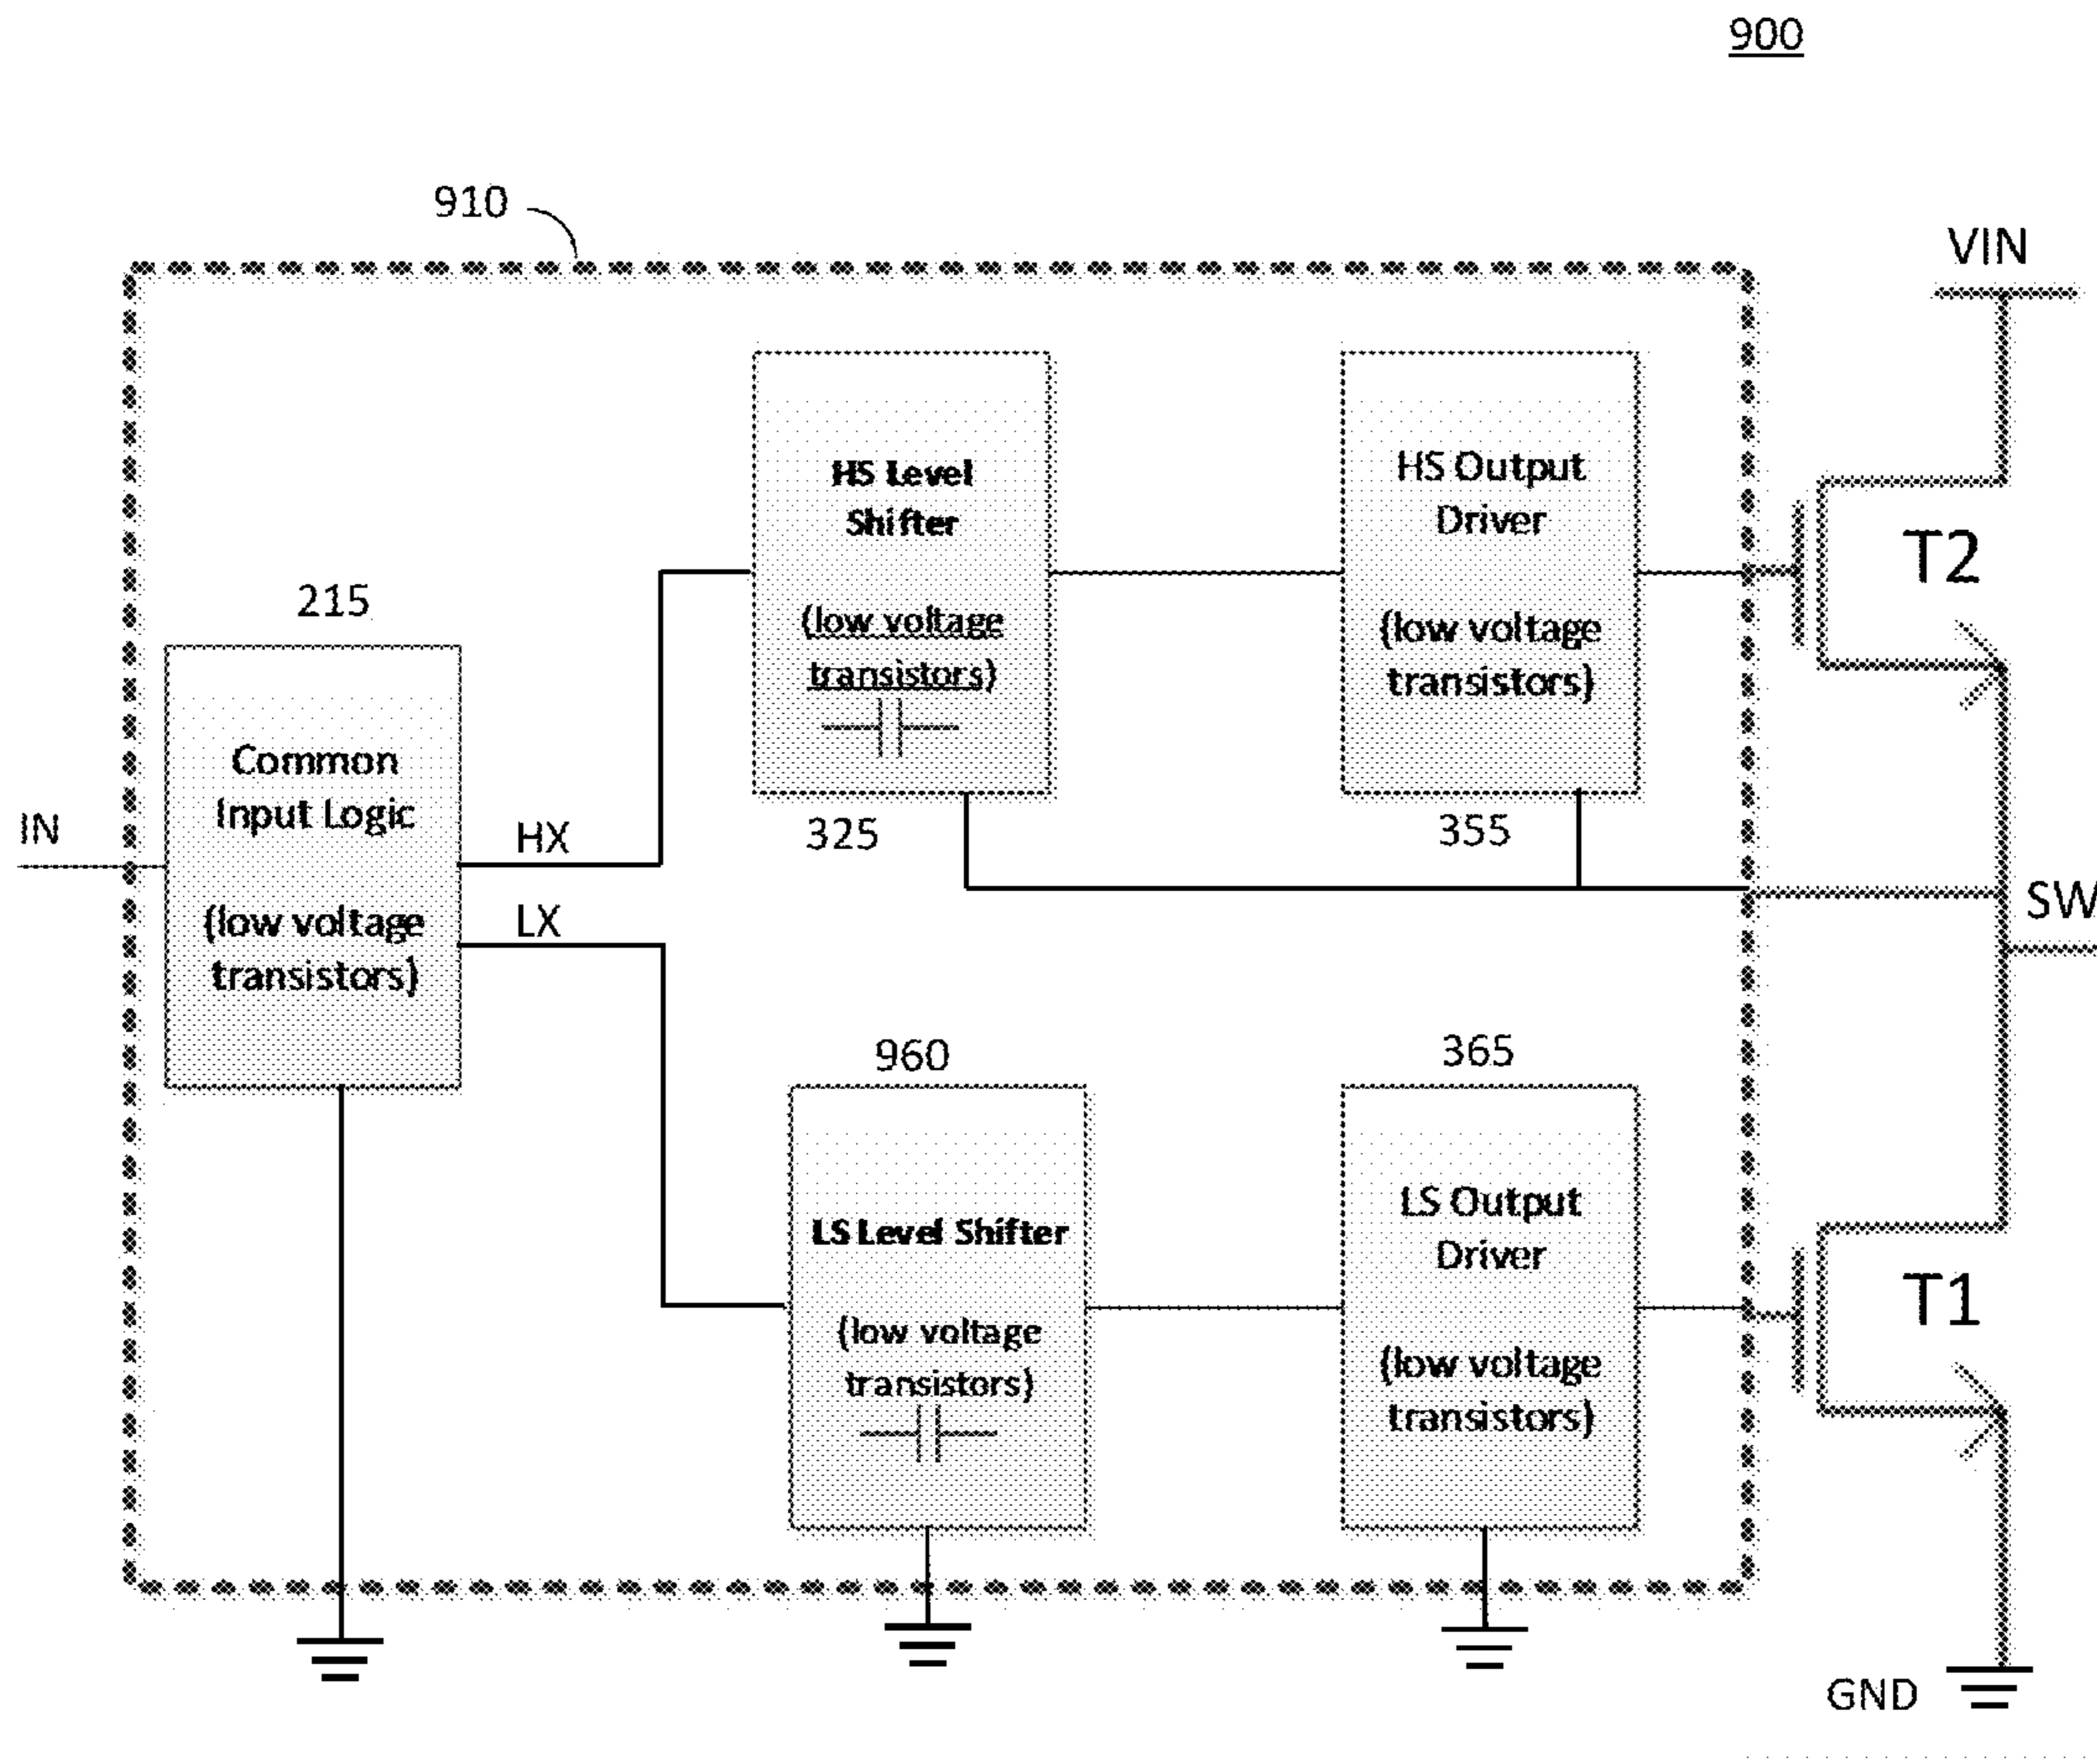 900
910
VIN
HS Level
Shifter
(low voltage
transistors)
325
HS Output
Driver
(low voltage
transistors)
355
T2
215
Common
Input Logic
(low voltage
transistors)
IN
HX
LX
SW
960
LS Level Shifter
(low voltage
transistors)
365
LS Output
Driver
(low voltage
transistors)
T1
GND